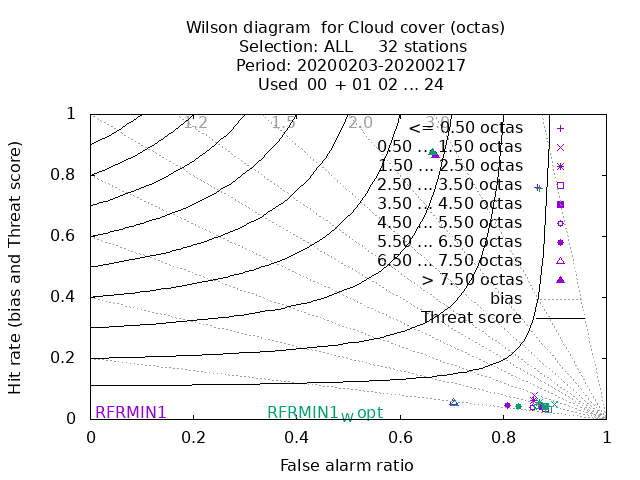 Wilson diagram  for Cloud cover (octas)
Selection: ALL     32 stations
Period: 20200203-20200217
Used  00 + 01 02 ... 24
Hit rate (bias and Threat score)
1
0.8
0.6
0.4
0.2
0
1.2 1.5 2.0 3.0
<= 0.50 octas
0.50 ... 1.50 octas
1.50 ... 2.50 octas
2.50 ... 3.50 octas
3.50 ... 4.50 octas
4.50 ... 5.50 octas
5.50 ... 6.50 octas
6.50 ... 7.50 octas
> 7.50 octas
bias
Threat score
RFRMIN1 RFRMIN1w opt
0 0.2 0.4 0.6 0.8 1
False alarm ratio